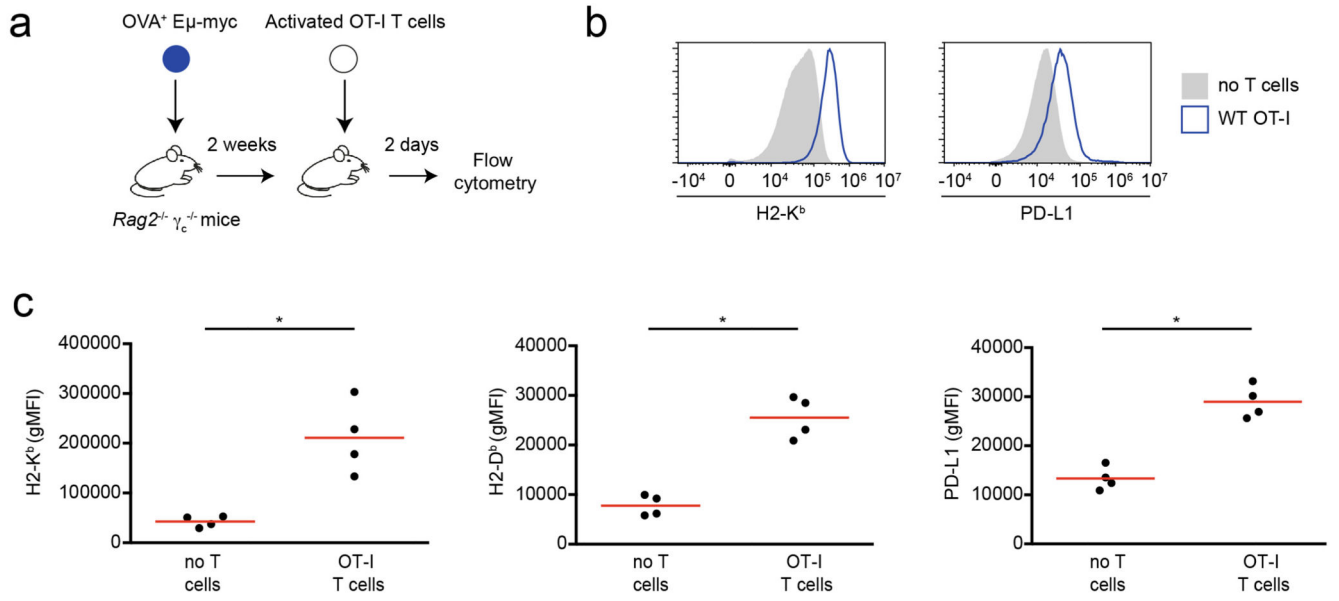 a
OVA⁺ Eµ-myc
Activated OT-I T cells
2 weeks
2 days
Flow
cytometry
Rag2⁻/⁻ γc⁻/⁻ mice
b
no T cells
WT OT-I
-10⁴ 0 10⁴ 10⁵ 10⁶ 10⁷
H2-Kᵇ
-10⁴ 0 10⁴ 10⁵ 10⁶ 10⁷
PD-L1
c
H2-Kᵇ (gMFI)
400000
300000
200000
100000
0
*
no T
cells
OT-I
T cells
H2-Dᵇ (gMFI)
40000
30000
20000
10000
0
*
no T
cells
OT-I
T cells
PD-L1 (gMFI)
40000
30000
20000
10000
0
*
no T
cells
OT-I
T cells